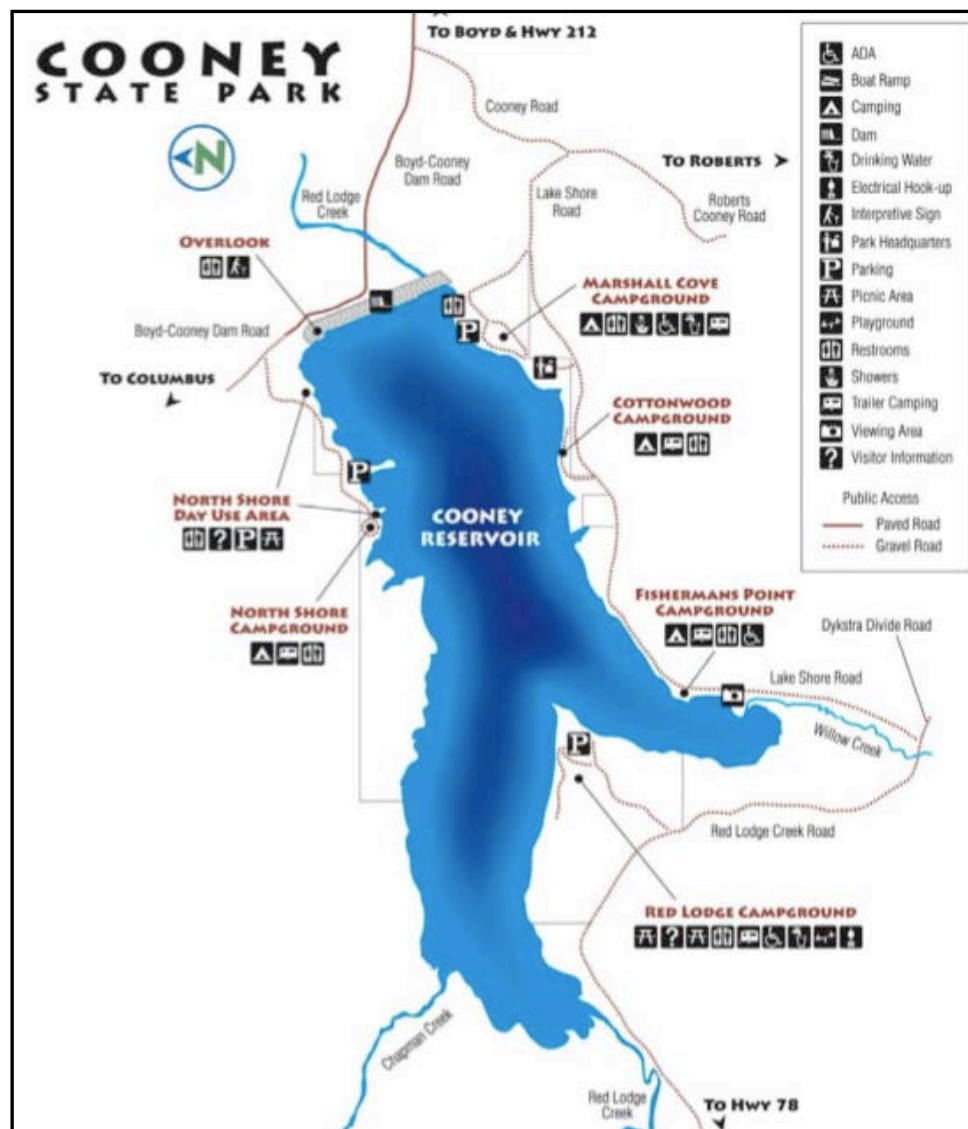 COONEY
STATE PARK
N
TO BOYD & HWY 212
Cooney Road
Boyd-Cooney
Dam Road
TO ROBERTS
Lake Shore
Road
Roberts
Cooney Road
Red Lodge
Creek
OVERLOOK
Boyd-Cooney Dam Road
TO COLUMBUS
MARSHALL COVE
CAMPGROUND
P
COTTONWOOD
CAMPGROUND
P
NORTH SHORE
DAY USE AREA
? P
COONEY
RESERVOIR
NORTH SHORE
CAMPGROUND
FISHERMANS POINT
CAMPGROUND
Dykstra Divide Road
Lake Shore Road
Willow Creek
P
Red Lodge Creek Road
RED LODGE CAMPGROUND
?
Chapman Creek
Red Lodge
Creek
TO HWY 78
ADA
Boat Ramp
Camping
Dam
Drinking Water
Electrical Hook-up
Interpretive Sign
Park Headquarters
P Parking
Picnic Area
Playground
Restrooms
Showers
Trailer Camping
Viewing Area
? Visitor Information
Public Access
Paved Road
Gravel Road